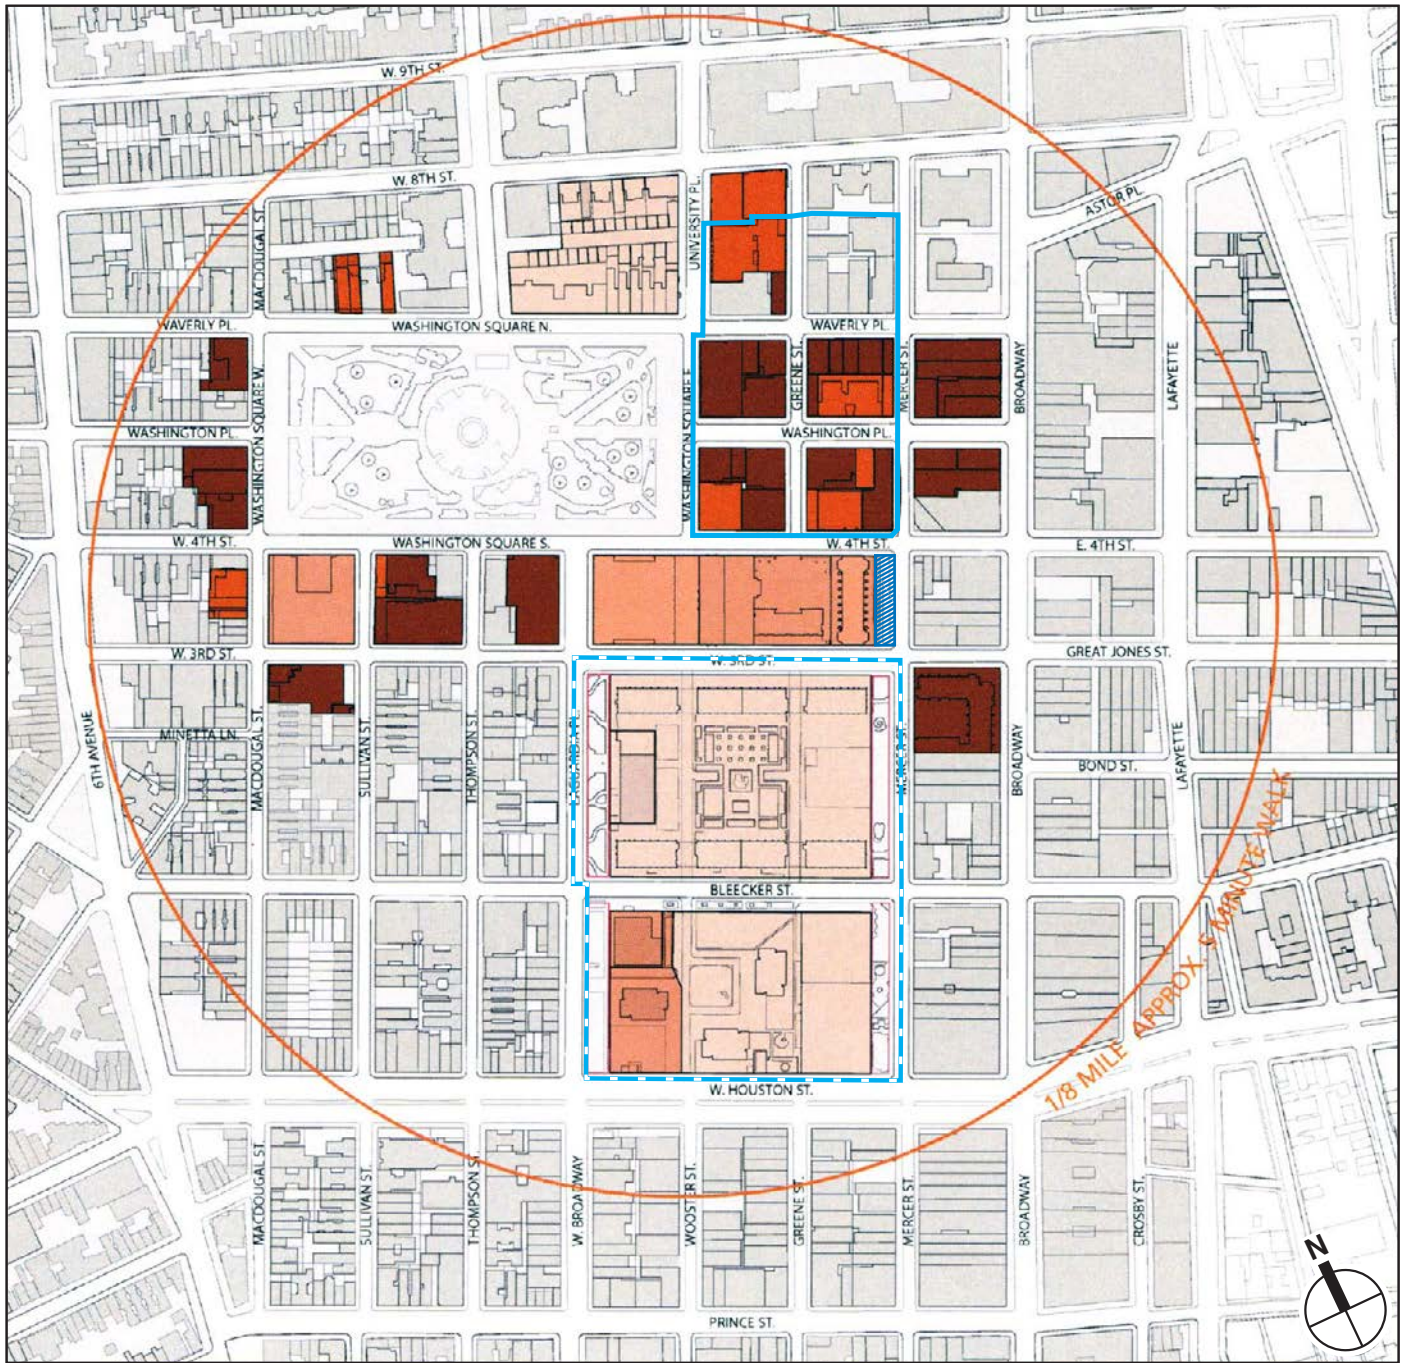 W. 9TH ST.
W. 8TH ST.
UNIVERSITY PL.
ASTOR PL.
MACDOUGAL ST.
WAVERLY PL.
WASHINGTON SQUARE N.
WAVERLY PL.
WASHINGTON SQUARE W.
WASHINGTON SQUARE E.
GREENE ST.
MERCER ST.
BROADWAY
LAFAYETTE
WASHINGTON PL.
WASHINGTON PL.
W. 4TH ST.
WASHINGTON SQUARE S.
W. 4TH ST.
E. 4TH ST.
W. 3RD ST.
W. 3RD ST.
GREAT JONES ST.
6TH AVENUE
MINETTA LN.
MACDOUGAL ST.
SULLIVAN ST.
THOMPSON ST.
LAGUARDIA PL.
MERCER ST.
BROADWAY
BOND ST.
LAFAYETTE
BLEECKER ST.
1/8 MILE APPROX. 5 MINUTE WALK
W. HOUSTON ST.
MACDOUGAL ST
SULLIVAN ST.
THOMPSON ST.
W. BROADWAY
WOOSTER ST.
GREENE ST.
MERCER ST.
BROADWAY
CROSBY ST.
N
PRINCE ST.